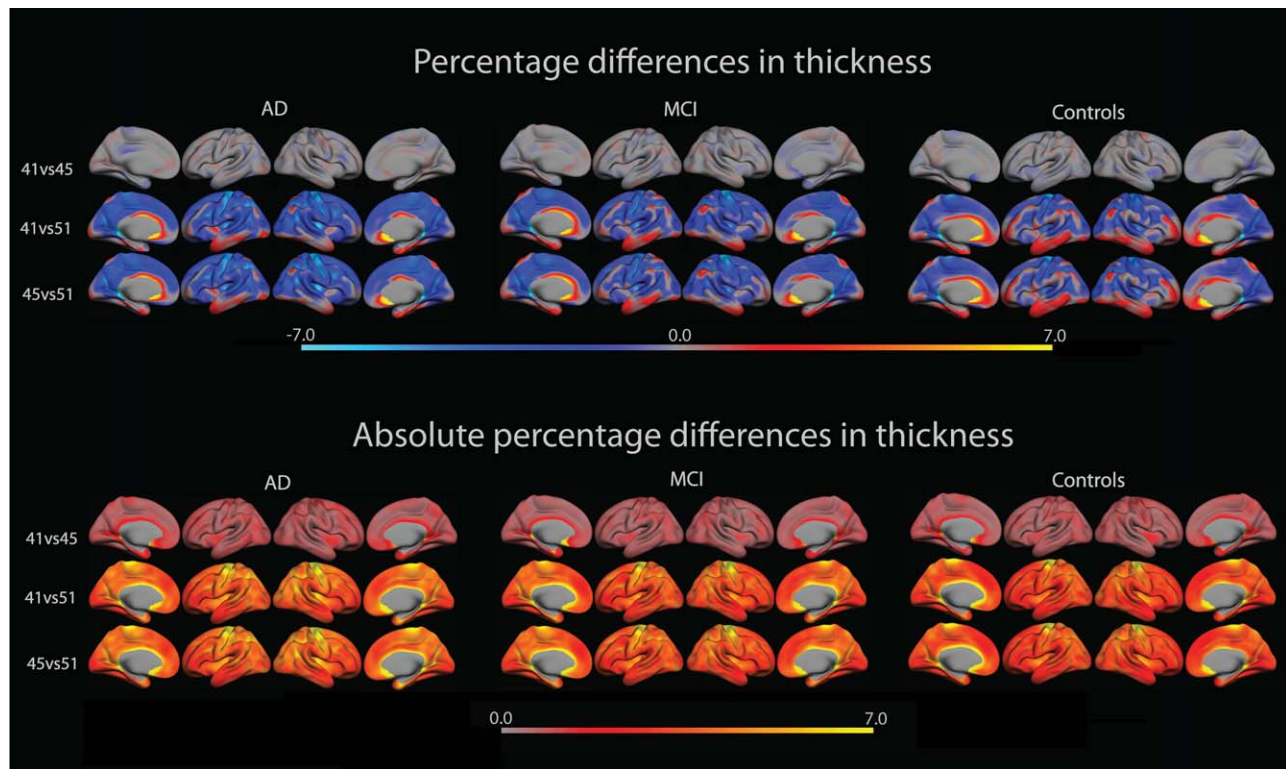 Percentage differences in thickness
AD MCI Controls
41vs45
41vs51
45vs51
-7.0 0.0 7.0
Absolute percentage differences in thickness
AD MCI Controls
41vs45
41vs51
45vs51
0.0 7.0